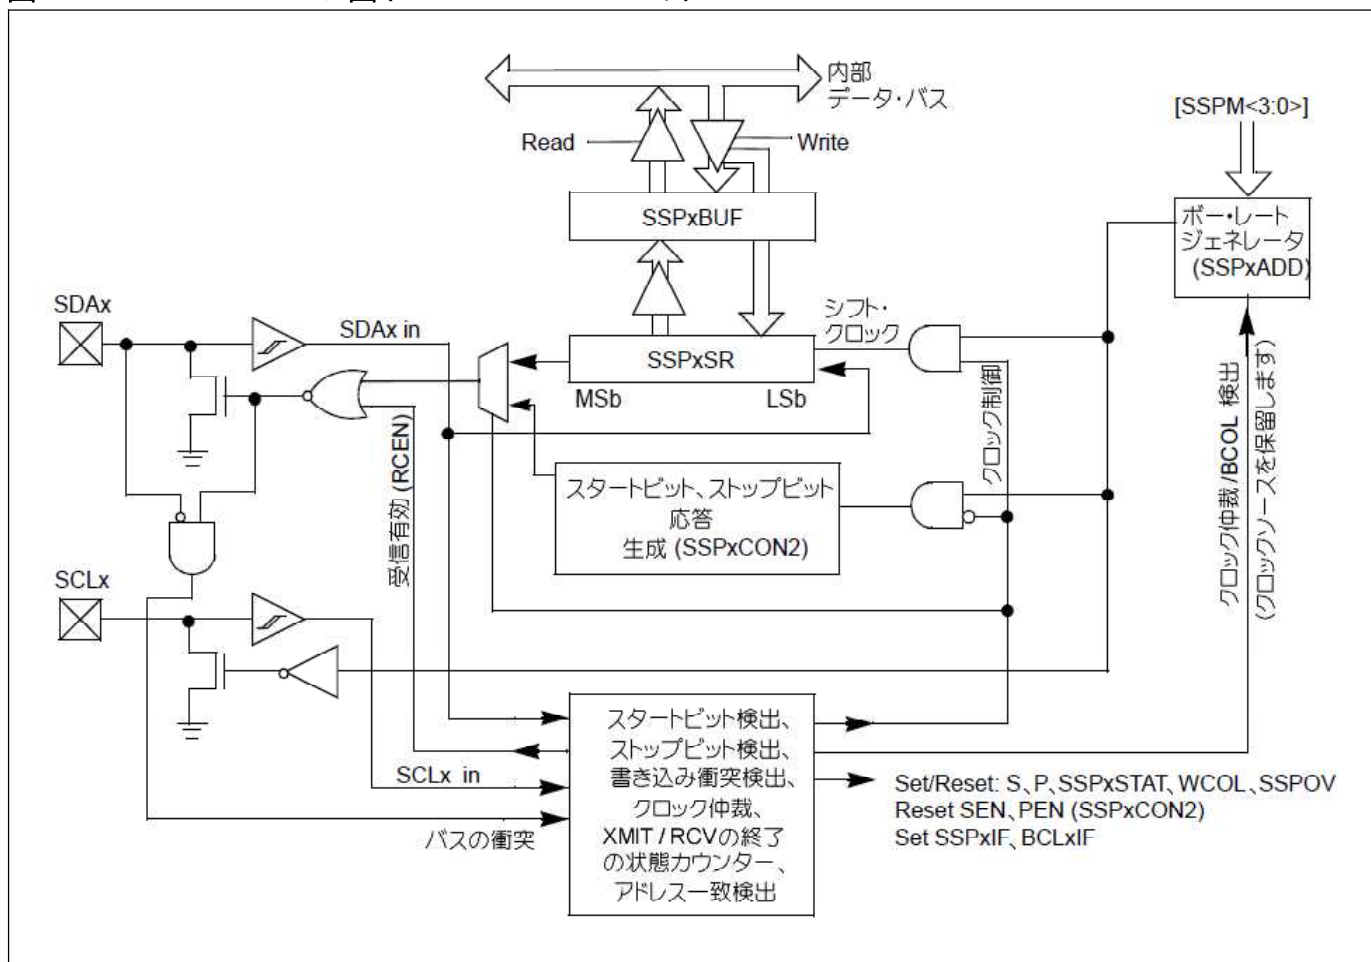 内部
データ・バス
[SSPM<3:0>]
Read
Write
SSPxBUF
ボー・レート
ジェネレータ
(SSPxADD)
SDAx
SDAx in
シフト・
クロック
SSPxSR
MSb
LSb
クロック制御
受信有効 (RCEN)
スタートビット、ストップビット
応答
生成 (SSPxCON2)
クロック仲裁/BCOL 検出
(クロックソースを保留します)
SCLx
SCLx in
バスの衝突
スタートビット検出、
ストップビット検出、
書き込み衝突検出、
クロック仲裁、
XMIT / RCVの終了
の状態カウンター、
アドレス一致検出
Set/Reset: S、P、SSPxSTAT、WCOL、SSPOV
Reset SEN、PEN (SSPxCON2)
Set SSPxIF、BCLxIF